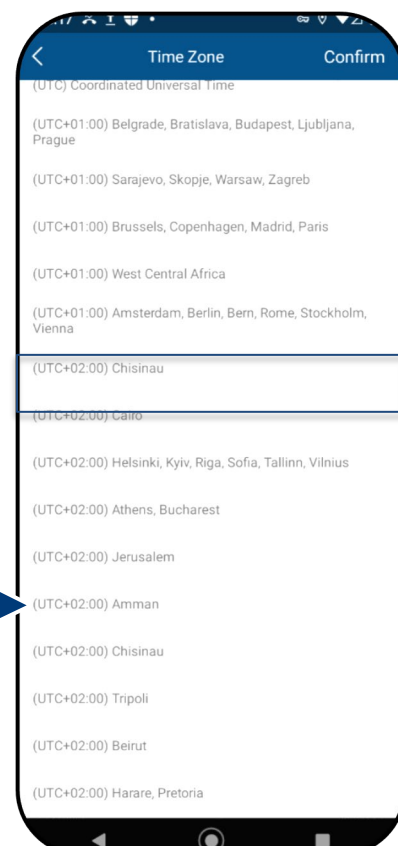 Time Zone
Confirm
(UTC) Coordinated Universal Time
(UTC+01:00) Belgrade, Bratislava, Budapest, Ljubljana,
Prague
(UTC+01:00) Sarajevo, Skopje, Warsaw, Zagreb
(UTC+01:00) Brussels, Copenhagen, Madrid, Paris
(UTC+01:00) West Central Africa
(UTC+01:00) Amsterdam, Berlin, Bern, Rome, Stockholm,
Vienna
(UTC+02:00) Chisinau
(UTC+02:00) Cairo
(UTC+02:00) Helsinki, Kyiv, Riga, Sofia, Tallinn, Vilnius
(UTC+02:00) Athens, Bucharest
(UTC+02:00) Jerusalem
(UTC+02:00) Amman
(UTC+02:00) Chisinau
(UTC+02:00) Tripoli
(UTC+02:00) Beirut
(UTC+02:00) Harare, Pretoria